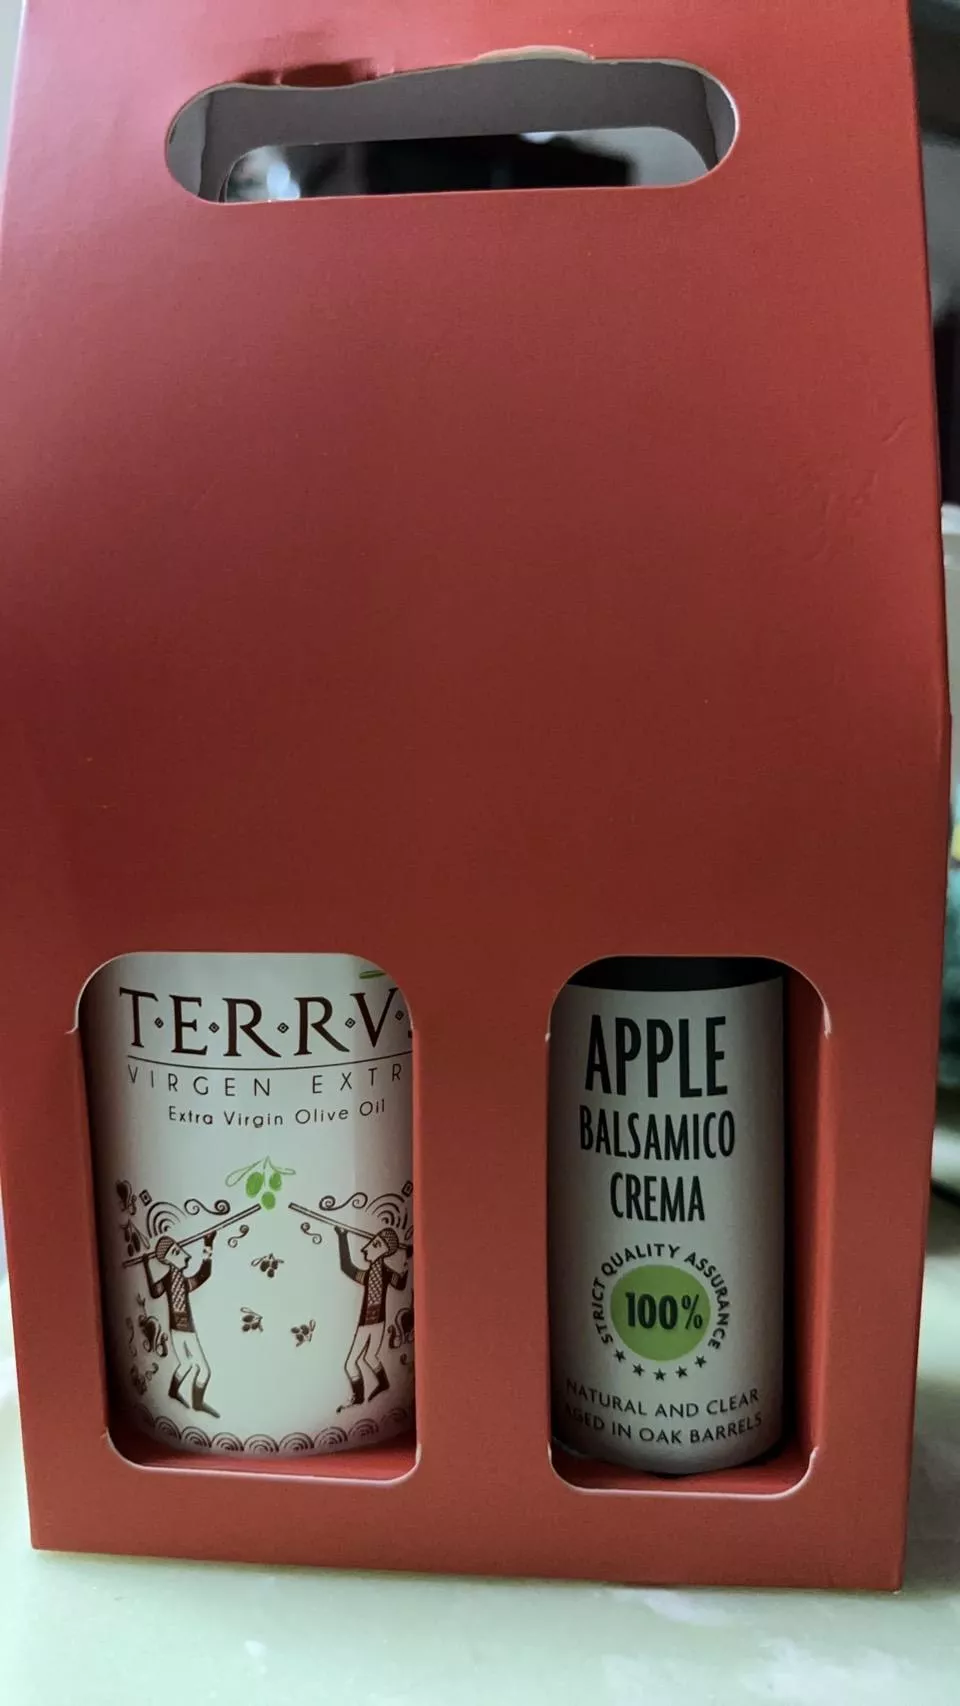 T·E·R·R·V·
VIRGEN EXTR
Extra Virgin Olive Oil
APPLE
BALSAMICO
CREMA
STRICT QUALITY ASSURANCE
100%
NATURAL AND CLEAR
AGED IN OAK BARRELS